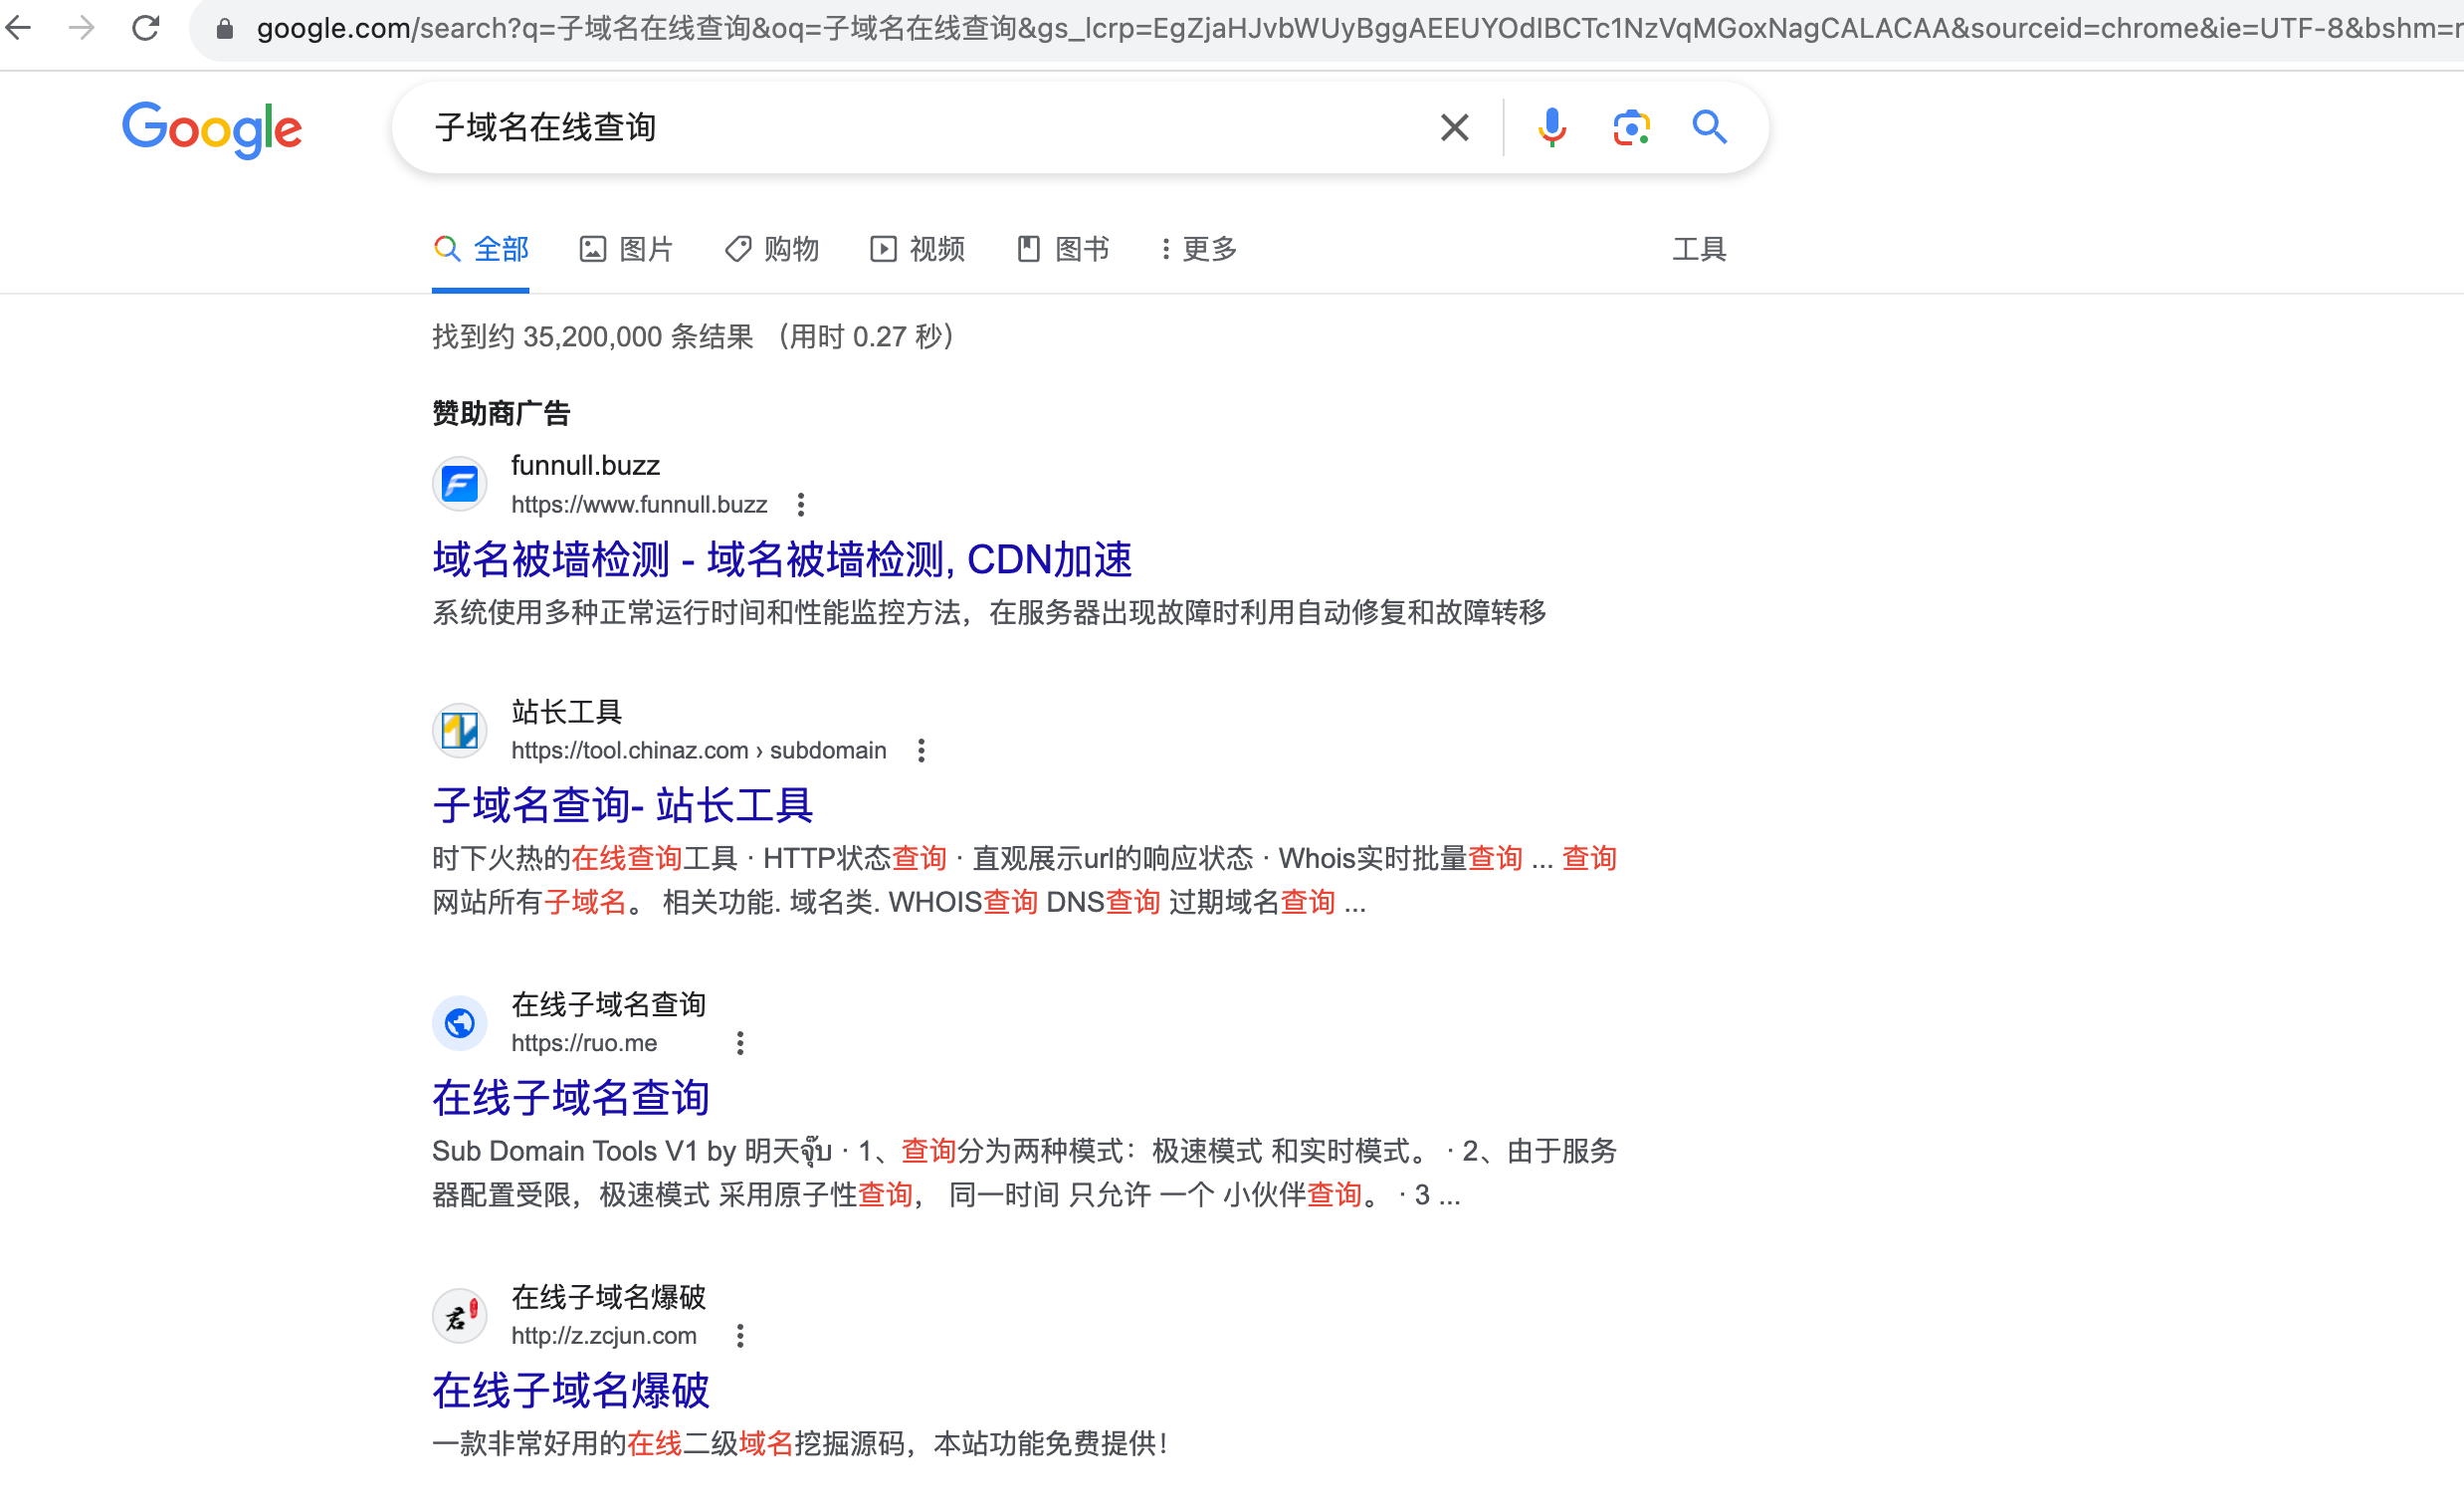 google.com/search?q=子域名在线查询&oq=子域名在线查询&gs_lcrp=EgZjaHJvbWUyBggAEEUYOdIBCTc1NzVqMGoxNagCALACAA&sourceid=chrome&ie=UTF-8&bshm=r
Google
子域名在线查询
全部 图片 购物 视频 图书 更多 工具
找到约 35,200,000 条结果 （用时 0.27 秒）
赞助商广告
funnull.buzz
https://www.funnull.buzz
域名被墙检测 - 域名被墙检测, CDN加速
系统使用多种正常运行时间和性能监控方法，在服务器出现故障时利用自动修复和故障转移
站长工具
https://tool.chinaz.com › subdomain
子域名查询- 站长工具
时下火热的在线查询工具 · HTTP状态查询 · 直观展示url的响应状态 · Whois实时批量查询 ... 查询
网站所有子域名。 相关功能. 域名类. WHOIS查询 DNS查询 过期域名查询 ...
在线子域名查询
https://ruo.me
在线子域名查询
Sub Domain Tools V1 by 明天จุ๊บ · 1、查询分为两种模式：极速模式 和实时模式。 · 2、由于服务
器配置受限，极速模式 采用原子性查询， 同一时间 只允许 一个 小伙伴查询。 · 3 ...
君
在线子域名爆破
http://z.zcjun.com
在线子域名爆破
一款非常好用的在线二级域名挖掘源码，本站功能免费提供！